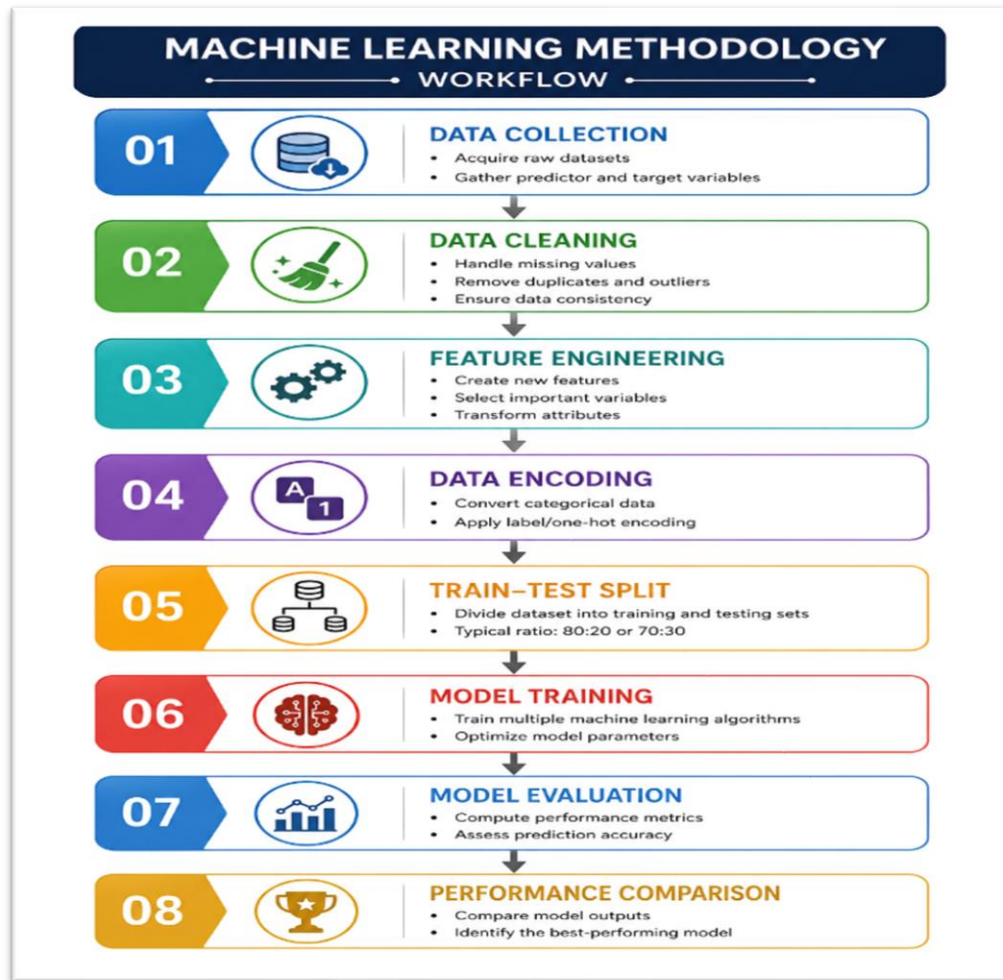 MACHINE LEARNING METHODOLOGY
WORKFLOW
01
DATA COLLECTION
• Acquire raw datasets
• Gather predictor and target variables
02
DATA CLEANING
• Handle missing values
• Remove duplicates and outliers
• Ensure data consistency
03
FEATURE ENGINEERING
• Create new features
• Select important variables
• Transform attributes
04
A
1
DATA ENCODING
• Convert categorical data
• Apply label/one-hot encoding
05
TRAIN–TEST SPLIT
• Divide dataset into training and testing sets
• Typical ratio: 80:20 or 70:30
06
MODEL TRAINING
• Train multiple machine learning algorithms
• Optimize model parameters
07
MODEL EVALUATION
• Compute performance metrics
• Assess prediction accuracy
08
PERFORMANCE COMPARISON
• Compare model outputs
• Identify the best-performing model